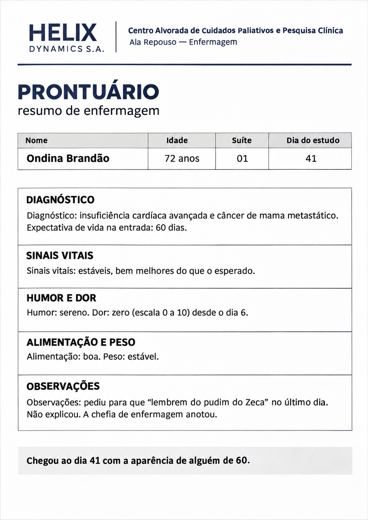 HELIX
DYNAMICS S.A.
Centro Alvorada de Cuidados Paliativos e Pesquisa Clínica
Ala Repouso — Enfermagem
PRONTUÁRIO
resumo de enfermagem
Nome Idade Suíte Dia do estudo
Ondina Brandão 72 anos 01 41
DIAGNÓSTICO
Diagnóstico: insuficiência cardíaca avançada e câncer de mama metastático.
Expectativa de vida na entrada: 60 dias.
SINAIS VITAIS
Sinais vitais: estáveis, bem melhores do que o esperado.
HUMOR E DOR
Humor: sereno. Dor: zero (escala 0 a 10) desde o dia 6.
ALIMENTAÇÃO E PESO
Alimentação: boa. Peso: estável.
OBSERVAÇÕES
Observações: pediu para que “lembrem do pudim do Zeca” no último dia.
Não explicou. A chefia de enfermagem anotou.
Chegou ao dia 41 com a aparência de alguém de 60.